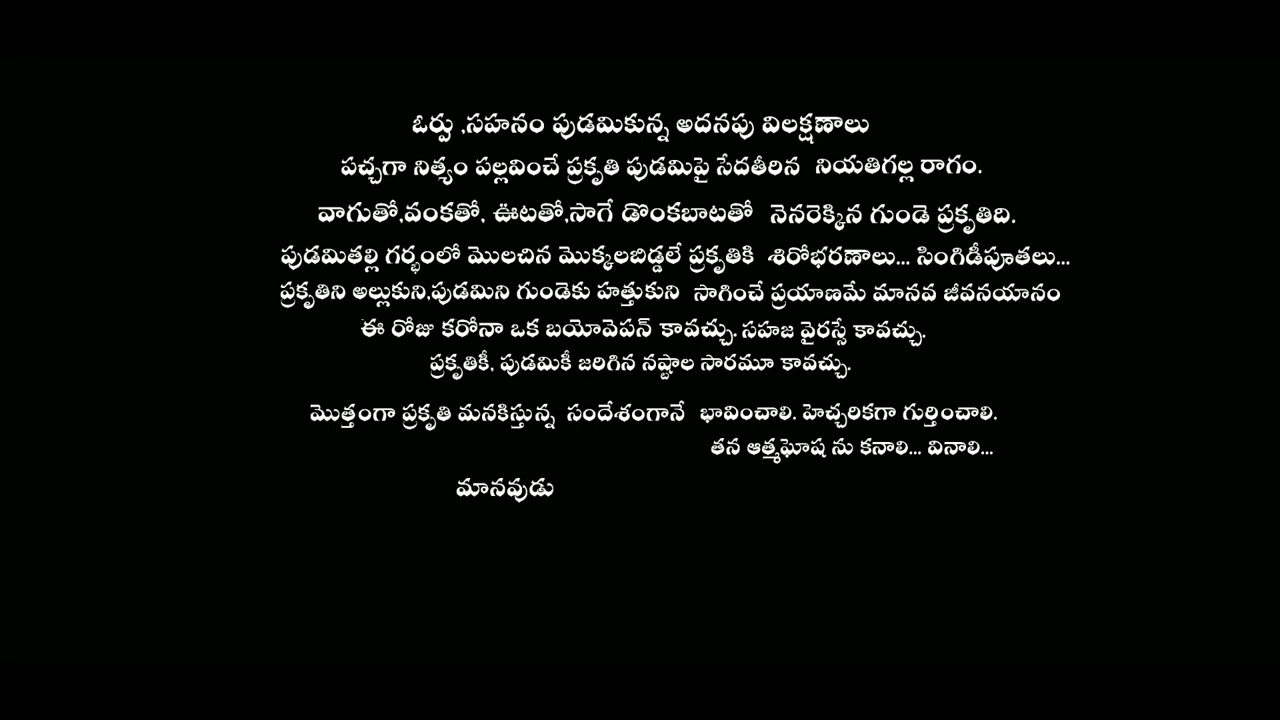 ఓర్పు ,సహనం పుడమికున్న అదనపు విలక్షణాలు
పచ్చగా నిత్యం పల్లవించే ప్రకృతి పుడమిపై సేదతీరిన నియతిగల్ల రాగం.
వాగుతో,వంకతో, ఊటతో,సాగే డొంకబాటతో నెనరెక్కిన గుండె ప్రకృతిది.
పుడమితల్లి గర్భంలో మొలచిన మొక్కలబిడ్డలే ప్రకృతికి శిరోభరణాలు... సింగిడీపూతలు...
ప్రకృతిని అల్లుకుని,పుడమిని గుండెకు హత్తుకుని సాగించే ప్రయాణమే మానవ జీవనయానం
ఈ రోజు కరోనా ఒక బయోవెపన్ కావచ్చు. సహజ వైరస్సే కావచ్చు.
ప్రకృతికీ, పుడమికీ జరిగిన నష్టాల సారమూ కావచ్చు.
మొత్తంగా ప్రకృతి మనకిస్తున్న సందేశంగానే భావించాలి. హెచ్చరికగా గుర్తించాలి.
తన ఆత్మఘోష ను కనాలి... వినాలి...
మానవుడు